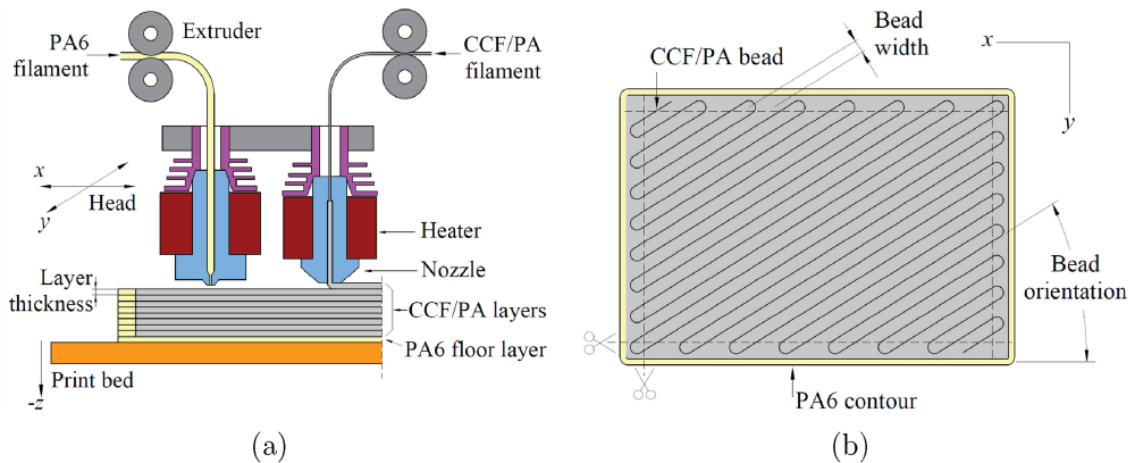 Extruder
PA6
filament
CCF/PA
filament
x
y
Head
Heater
Nozzle
Layer
thickness
CCF/PA layers
PA6 floor layer
Print bed
-z
(a)
Bead
width
x
y
CCF/PA bead
Bead
orientation
PA6 contour
(b)